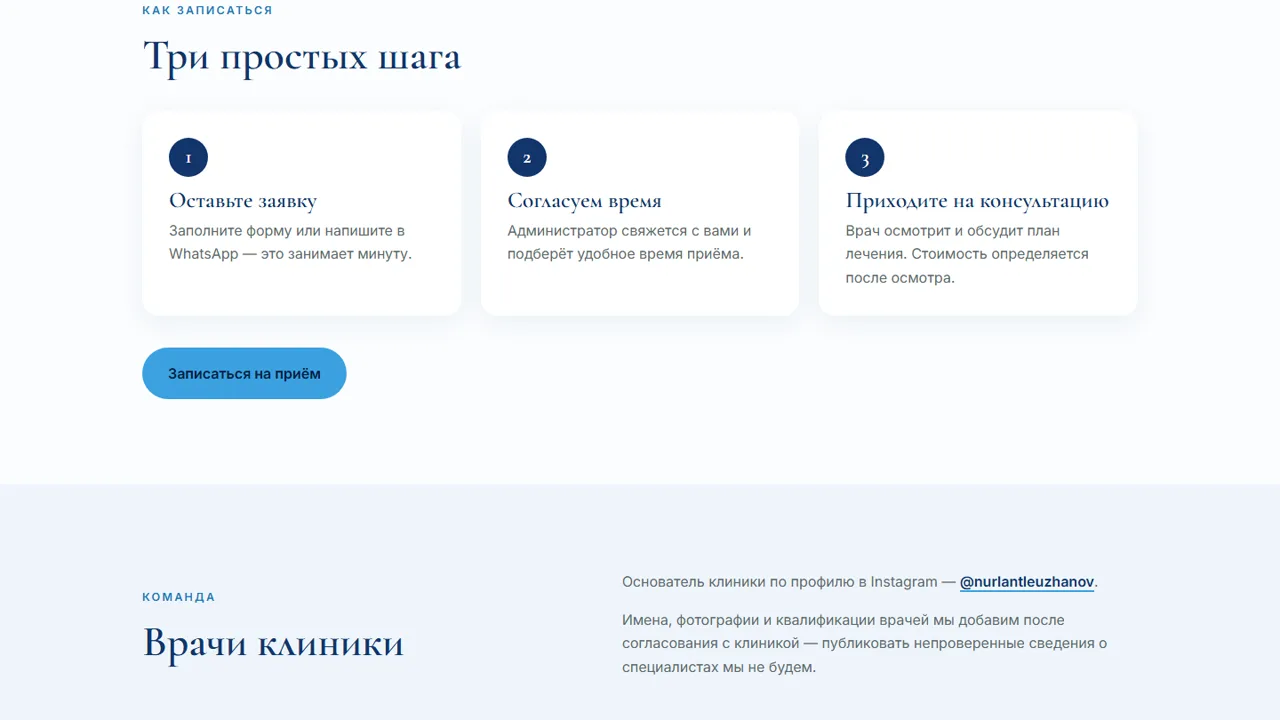 КАК ЗАПИСАТЬСЯ
Три простых шага
1
Оставьте заявку
Заполните форму или напишите в
WhatsApp — это занимает минуту.
2
Согласуем время
Администратор свяжется с вами и
подберёт удобное время приёма.
3
Приходите на консультацию
Врач осмотрит и обсудит план
лечения. Стоимость определяется
после осмотра.
Записаться на приём
КОМАНДА
Врачи клиники
Основатель клиники по профилю в Instagram — @nurlantleuzhanov.
Имена, фотографии и квалификации врачей мы добавим после
согласования с клиникой — публиковать непроверенные сведения о
специалистах мы не будем.